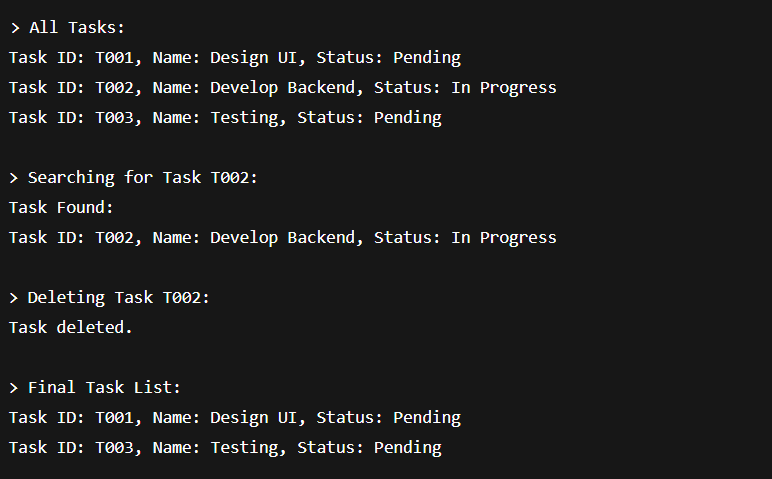 > All Tasks:
Task ID: T001, Name: Design UI, Status: Pending
Task ID: T002, Name: Develop Backend, Status: In Progress
Task ID: T003, Name: Testing, Status: Pending
> Searching for Task T002:
Task Found:
Task ID: T002, Name: Develop Backend, Status: In Progress
> Deleting Task T002:
Task deleted.
> Final Task List:
Task ID: T001, Name: Design UI, Status: Pending
Task ID: T003, Name: Testing, Status: Pending